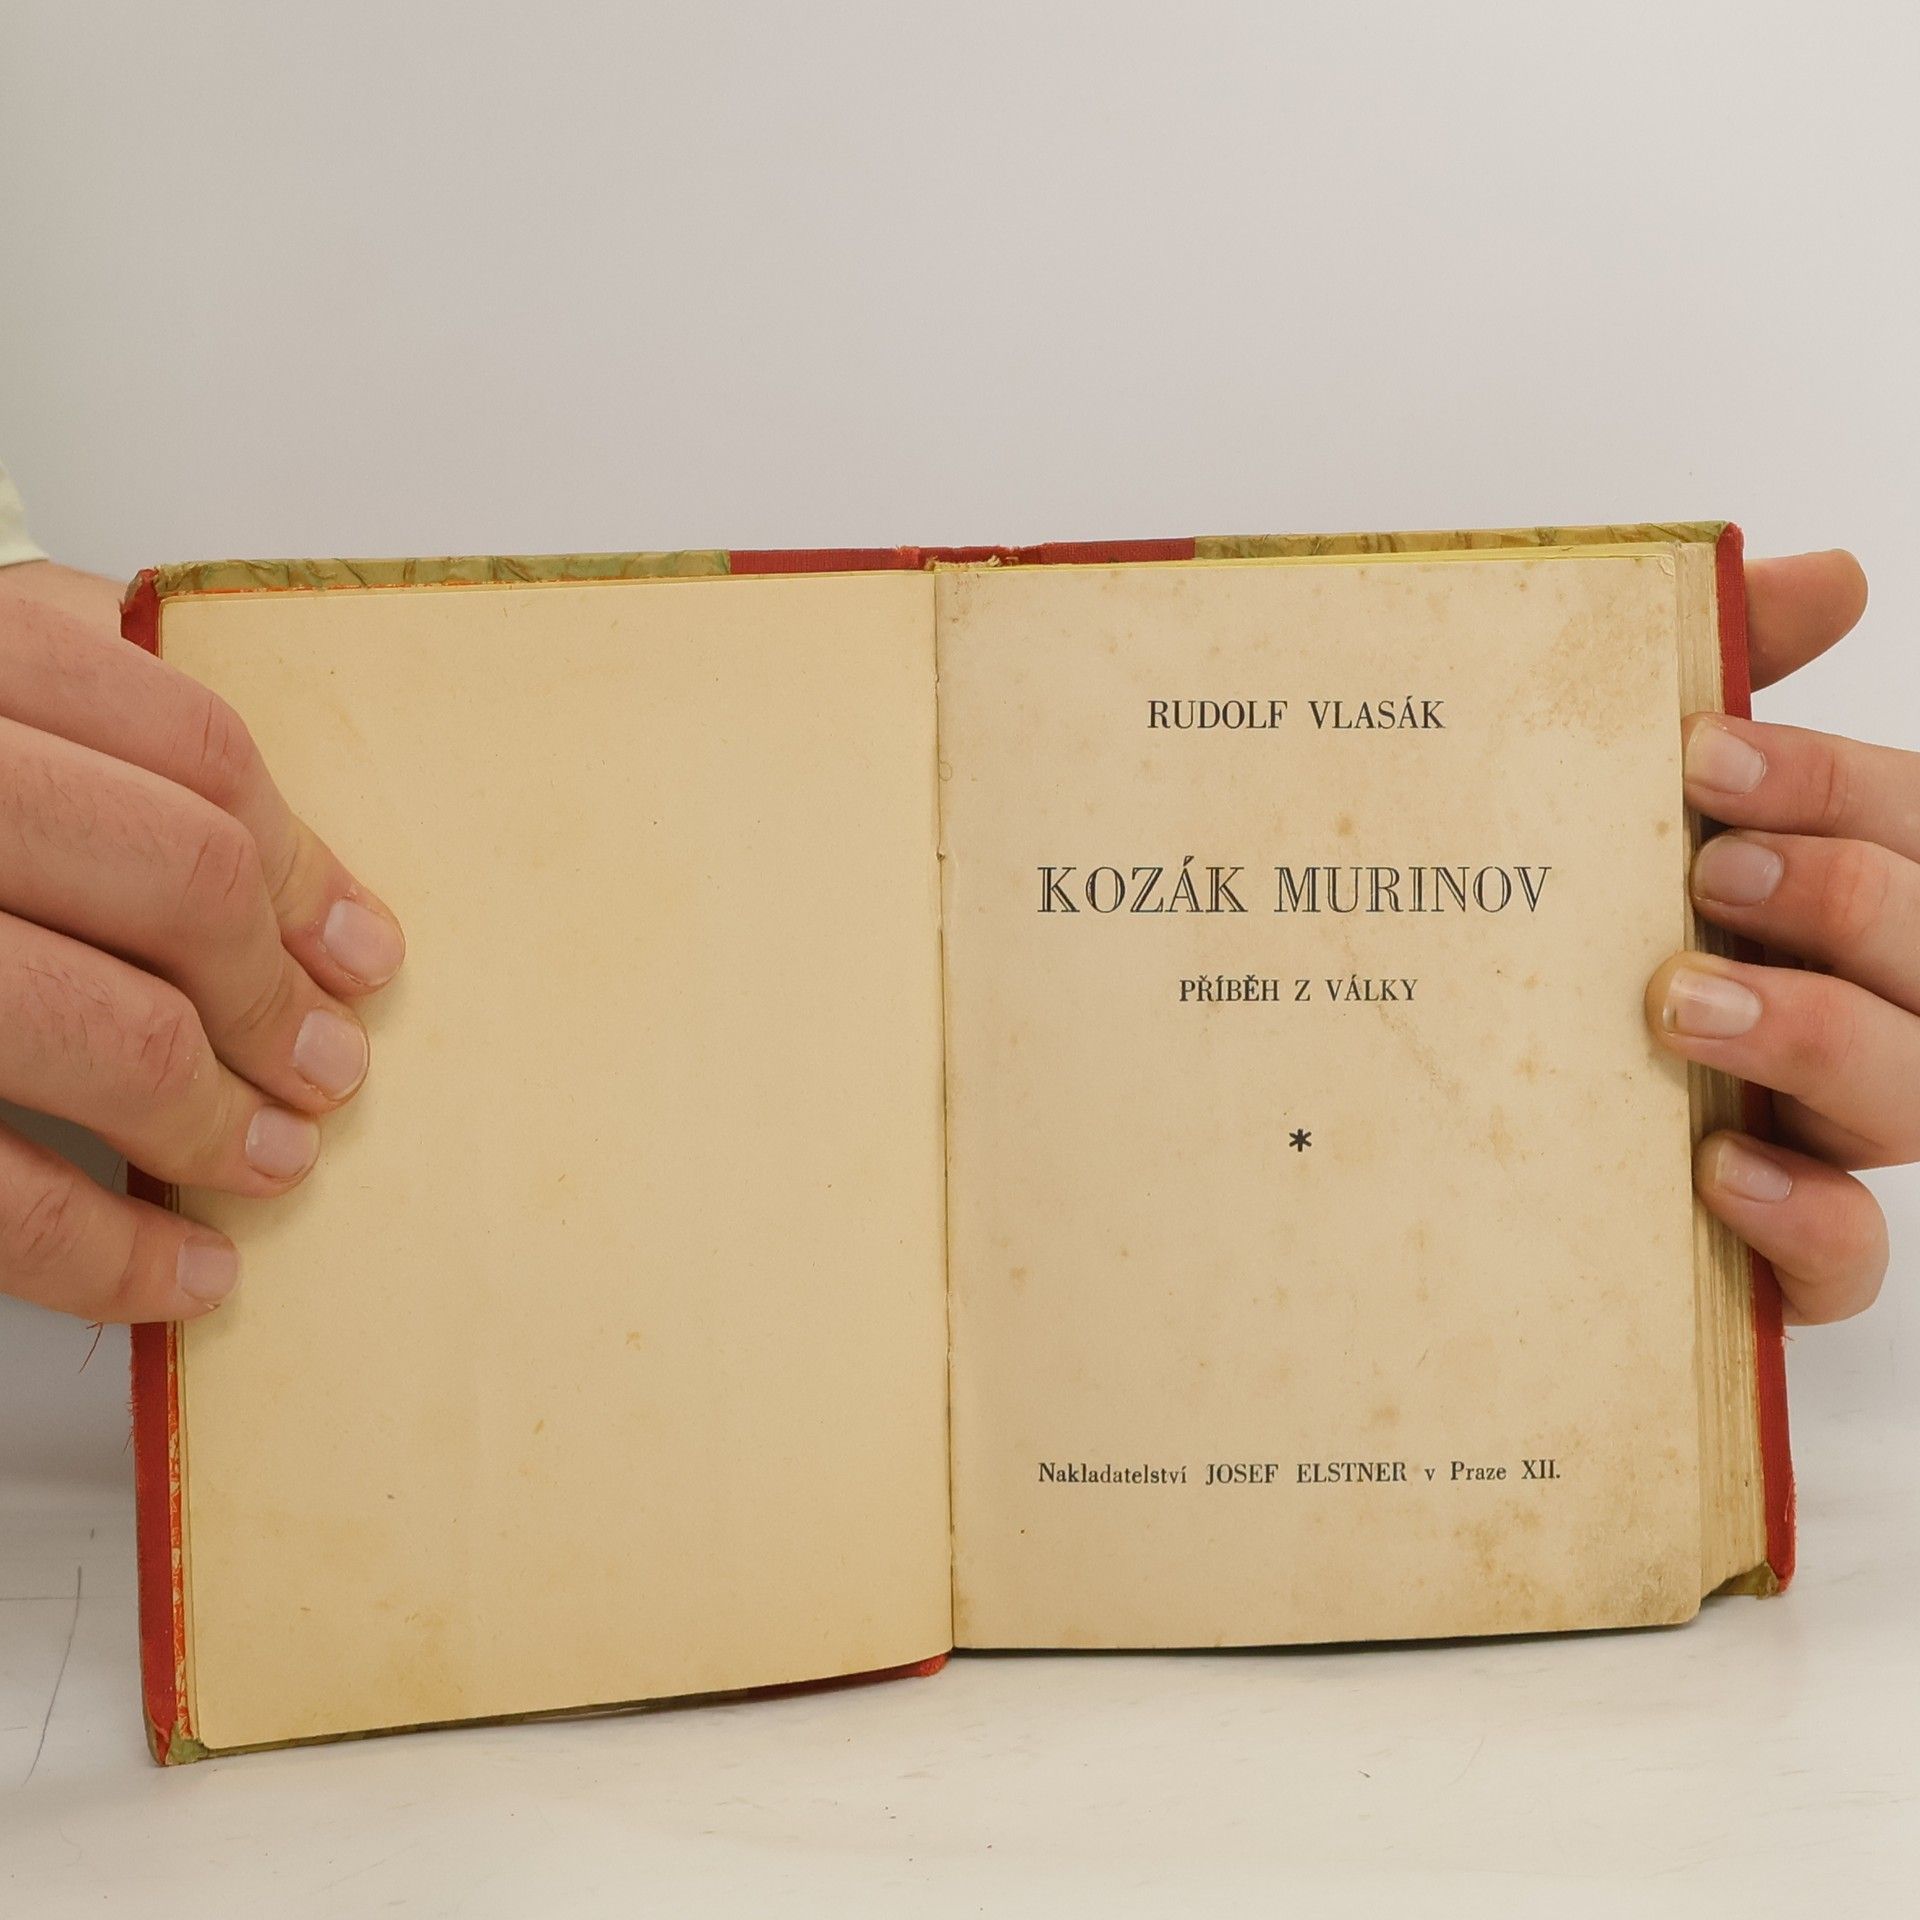 RUDOLF VLASÁK
KOZÁK MURINOV
PŘÍBĚH Z VÁLKY
*
Nakladatelství JOSEF ELSTNER v Praze XII.